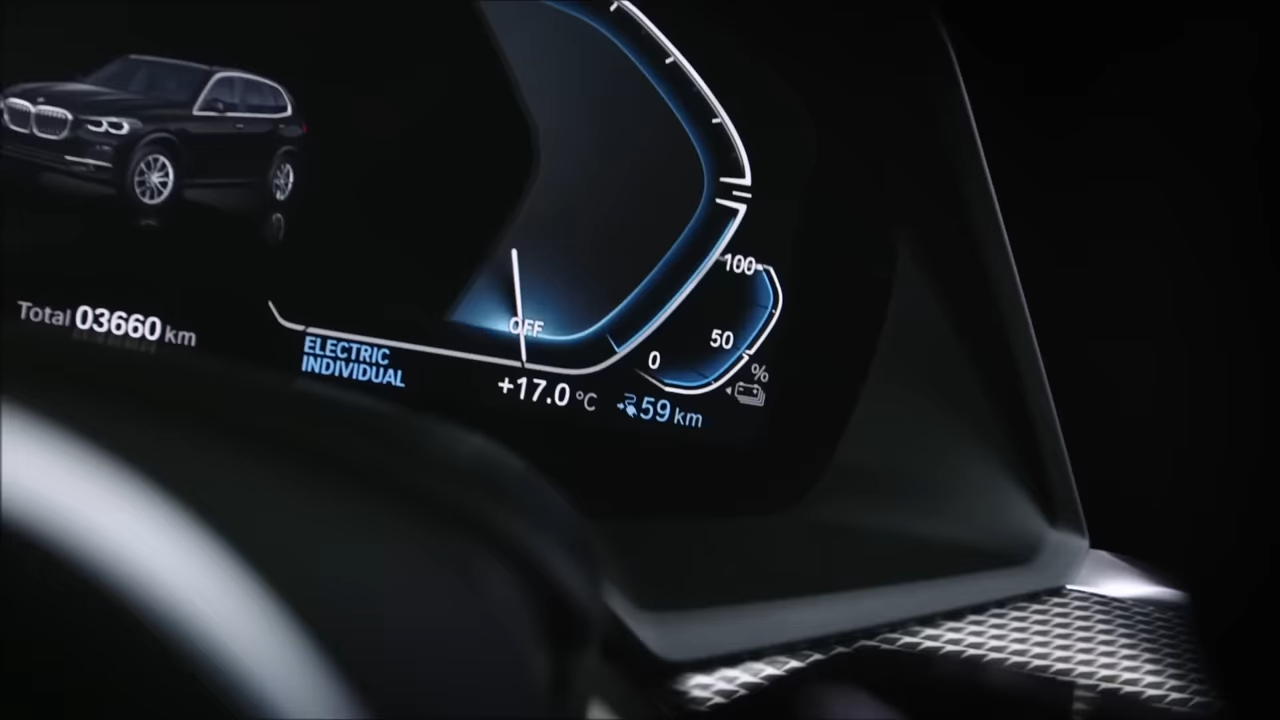 Total 03660 km
OFF
ELECTRIC
INDIVIDUAL
+17.0 °C
59 km
100
50
0
%